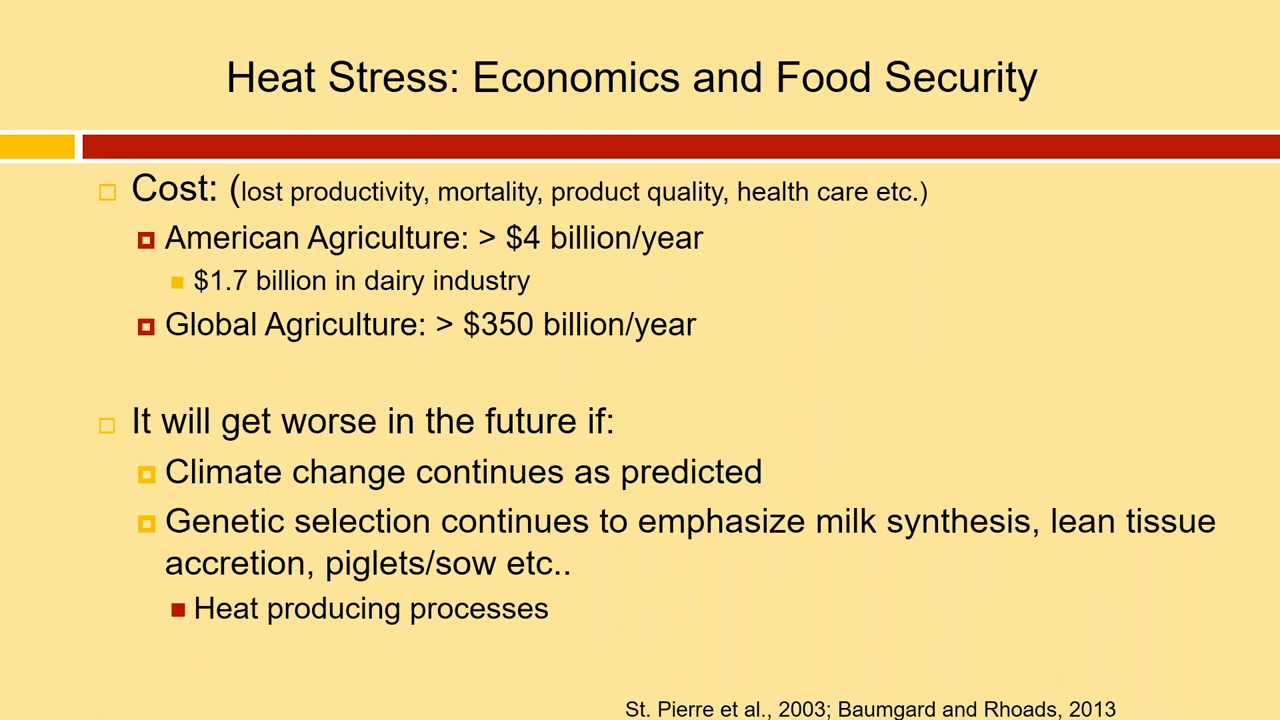 Heat Stress: Economics and Food Security
Cost: (lost productivity, mortality, product quality, health care etc.)
American Agriculture: > $4 billion/year
$1.7 billion in dairy industry
Global Agriculture: > $350 billion/year
It will get worse in the future if:
Climate change continues as predicted
Genetic selection continues to emphasize milk synthesis, lean tissue
accretion, piglets/sow etc..
Heat producing processes
St. Pierre et al., 2003; Baumgard and Rhoads, 2013